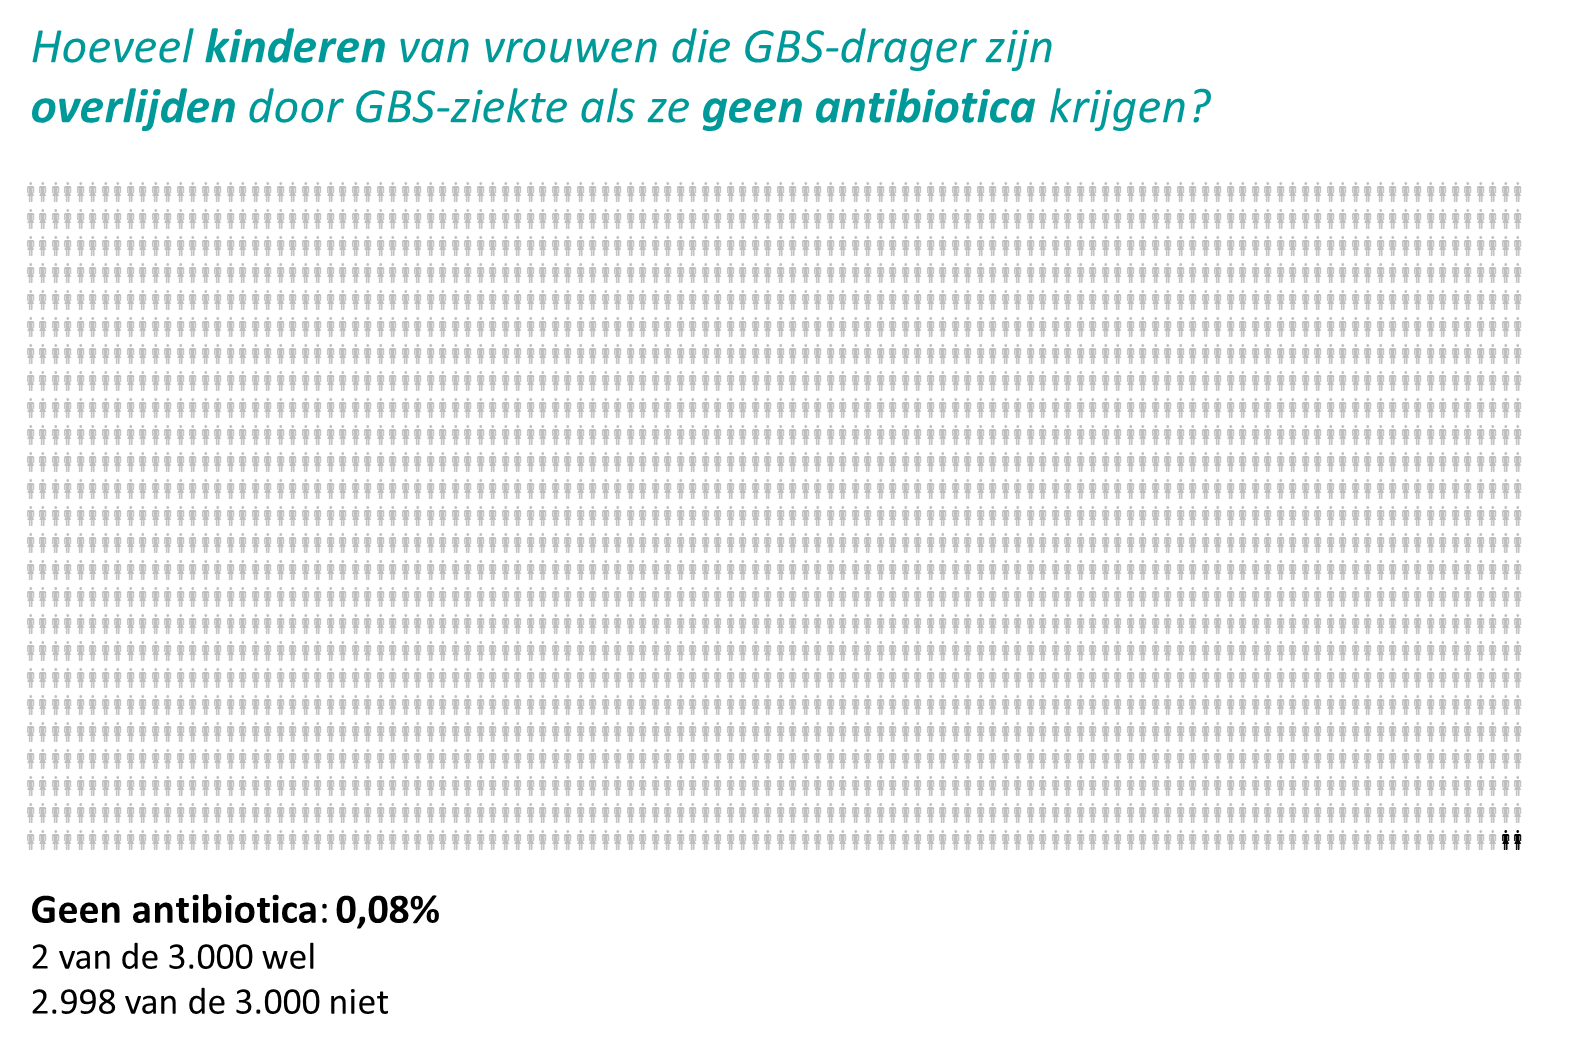 Hoeveel kinderen van vrouwen die GBS-drager zijn
overlijden door GBS-ziekte als ze geen antibiotica krijgen?
Geen antibiotica: 0,08%
2 van de 3.000 wel
2.998 van de 3.000 niet